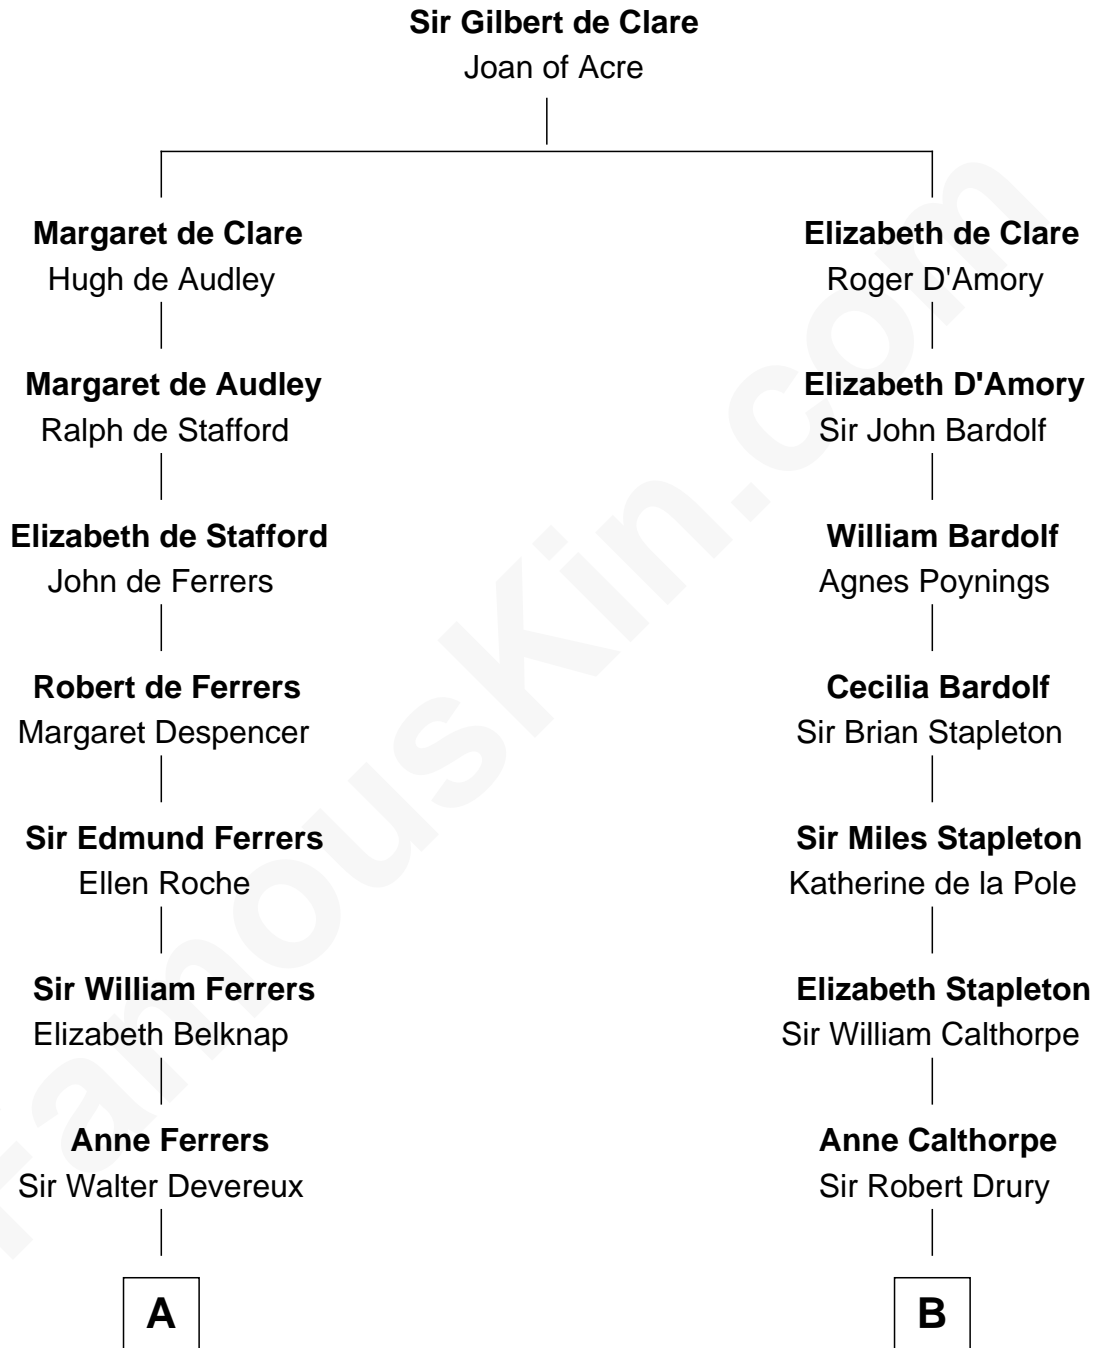 Sir Gilbert de Clare
Joan of Acre
Margaret de Clare
Hugh de Audley
Elizabeth de Clare
Roger D'Amory
Margaret de Audley
Ralph de Stafford
Elizabeth D'Amory
Sir John Bardolf
Elizabeth de Stafford
John de Ferrers
William Bardolf
Agnes Poynings
Robert de Ferrers
Margaret Despencer
Cecilia Bardolf
Sir Brian Stapleton
Sir Edmund Ferrers
Ellen Roche
Sir Miles Stapleton
Katherine de la Pole
Sir William Ferrers
Elizabeth Belknap
Elizabeth Stapleton
Sir William Calthorpe
Anne Ferrers
Sir Walter Devereux
Anne Calthorpe
Sir Robert Drury
A
B
FamousKin.com